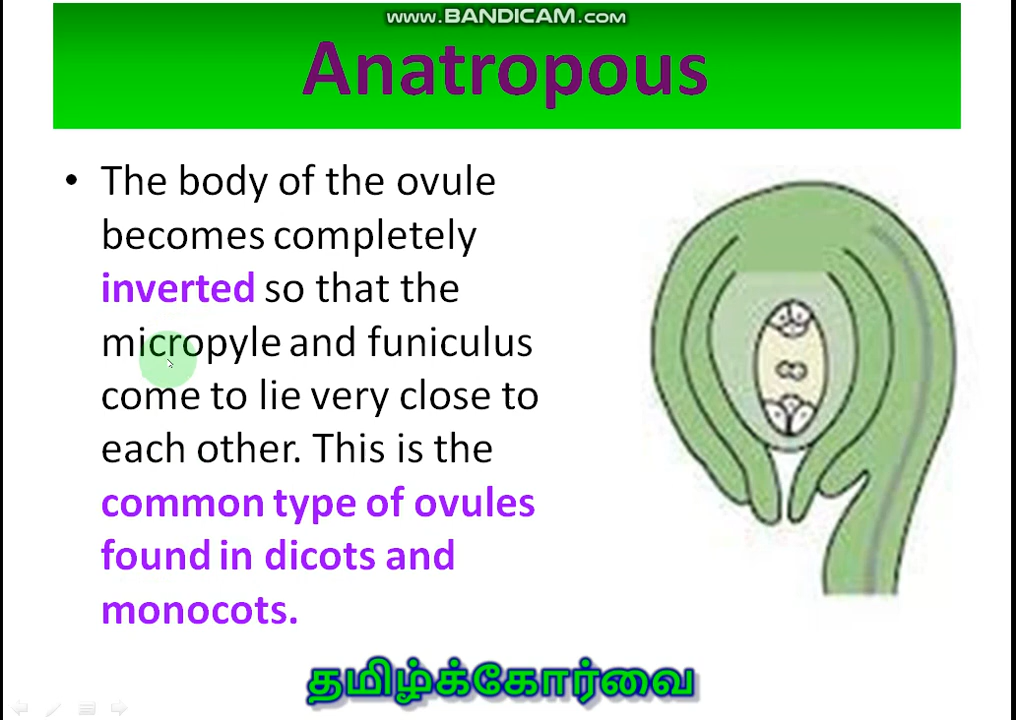 www.BANDICAM.com
Anatropous
• The body of the ovule
becomes completely
inverted so that the
micropyle and funiculus
come to lie very close to
each other. This is the
common type of ovules
found in dicots and
monocots.
தமிழ்க்கோர்வை